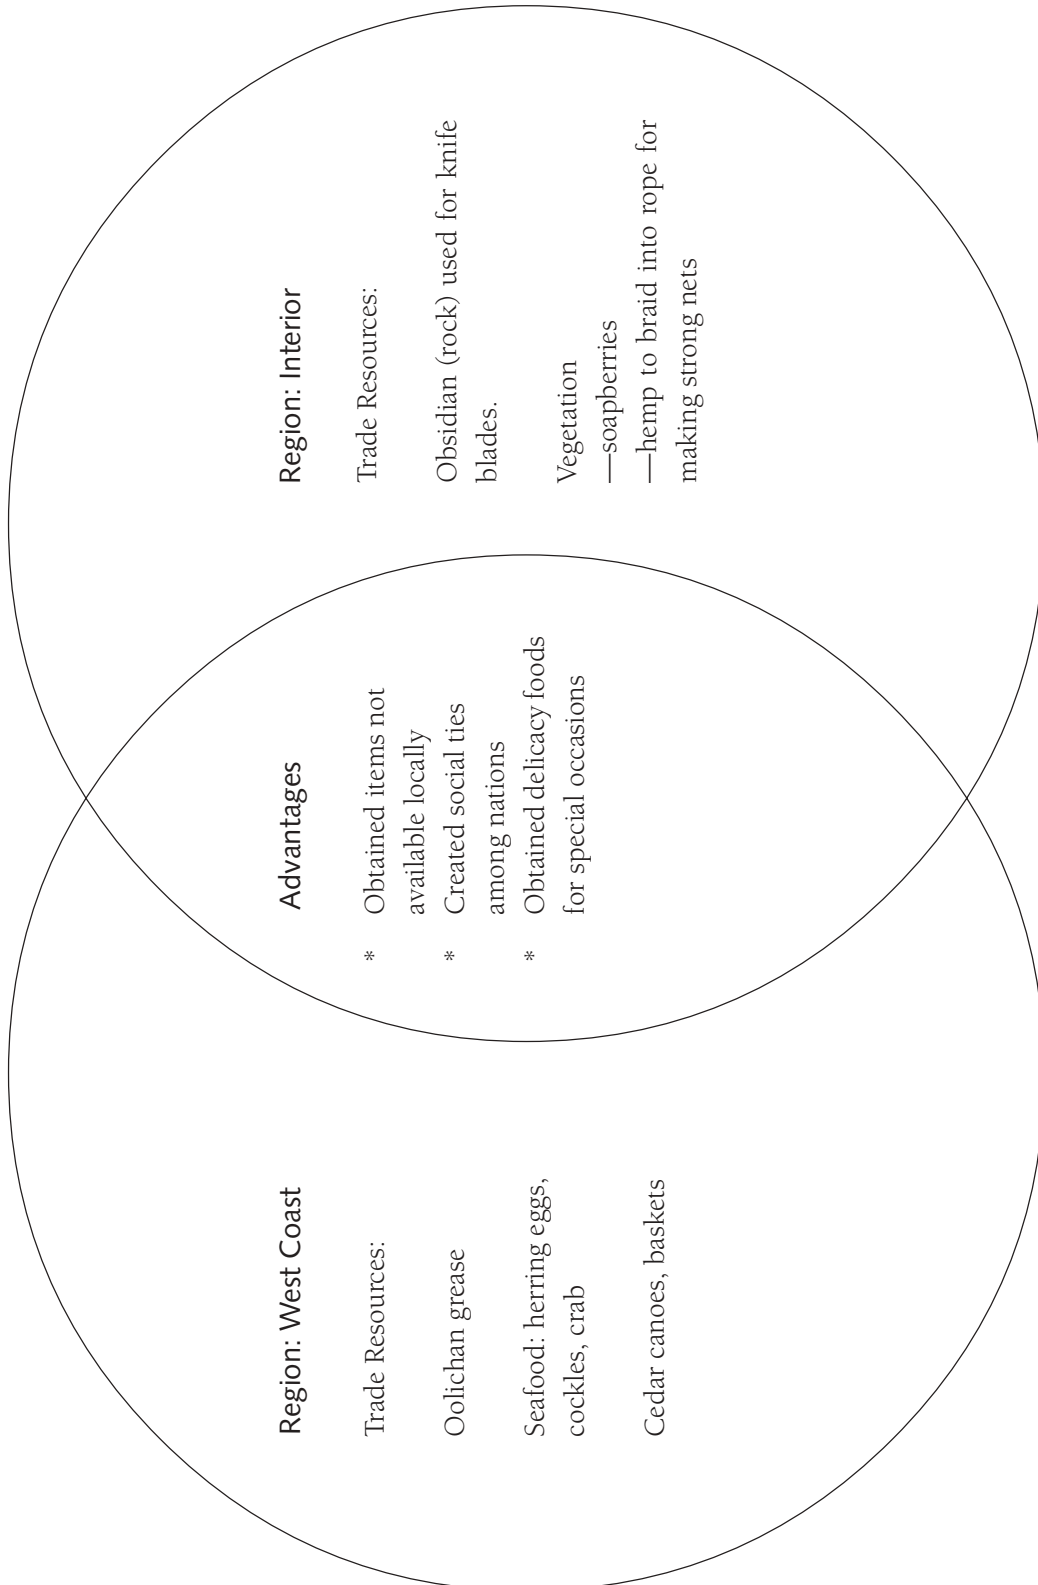 Region: West Coast
Trade Resources:
Oolichan grease
Seafood: herring eggs,
cockles, crab
Cedar canoes, baskets
Advantages
* Obtained items not
available locally
* Created social ties
among nations
* Obtained delicacy foods
for special occasions
Region: Interior
Trade Resources:
Obsidian (rock) used for knife
blades.
Vegetation
—soapberries
—hemp to braid into rope for
making strong nets